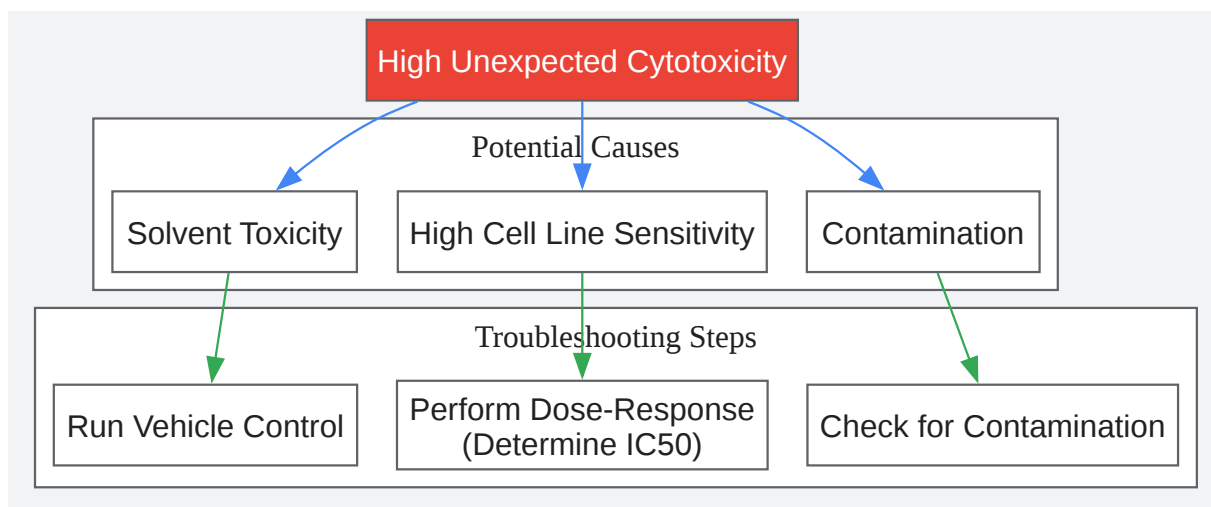 High Unexpected Cytotoxicity
Potential Causes
Solvent Toxicity
High Cell Line Sensitivity
Contamination
Troubleshooting Steps
Run Vehicle Control
Perform Dose-Response
(Determine IC50)
Check for Contamination